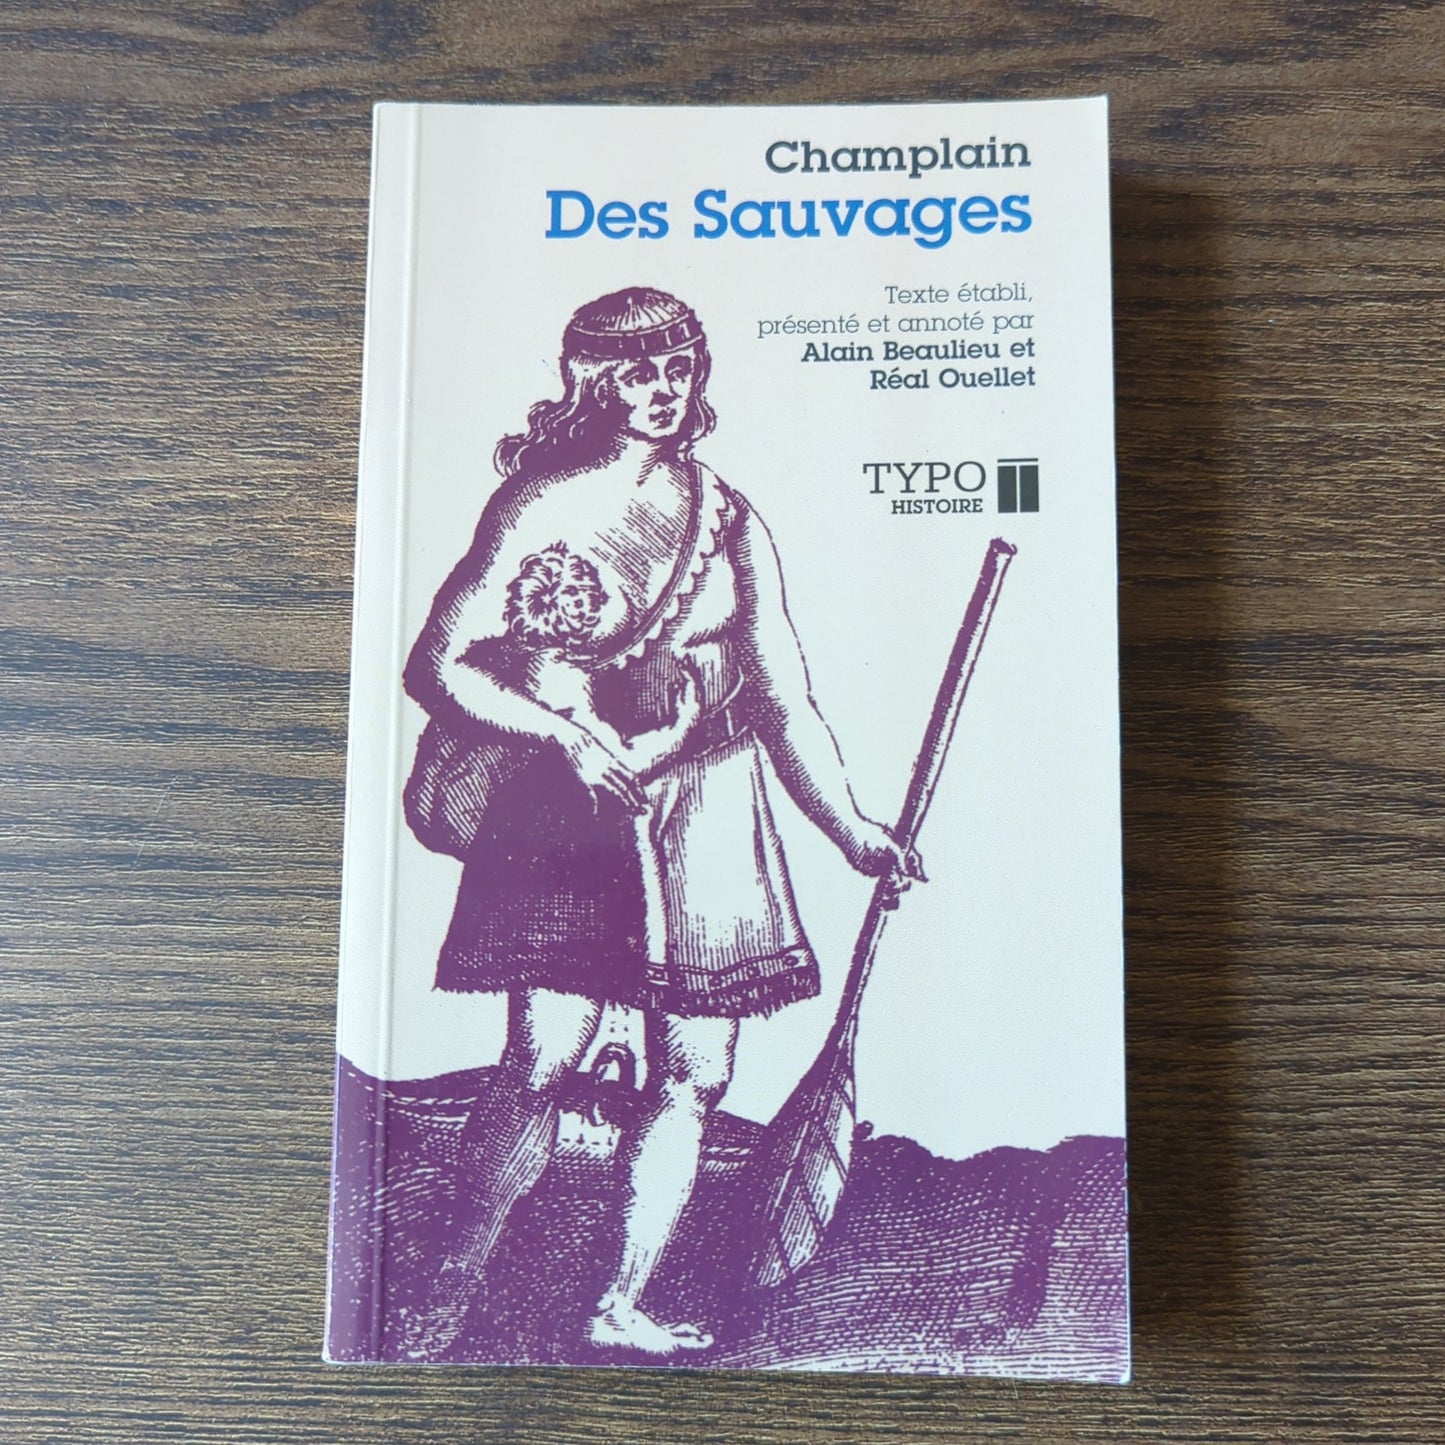 Champlain
Des Sauvages
Texte établi,
présenté et annoté par
Alain Beaulieu et
Réal Ouellet
TYPO
HISTOIRE